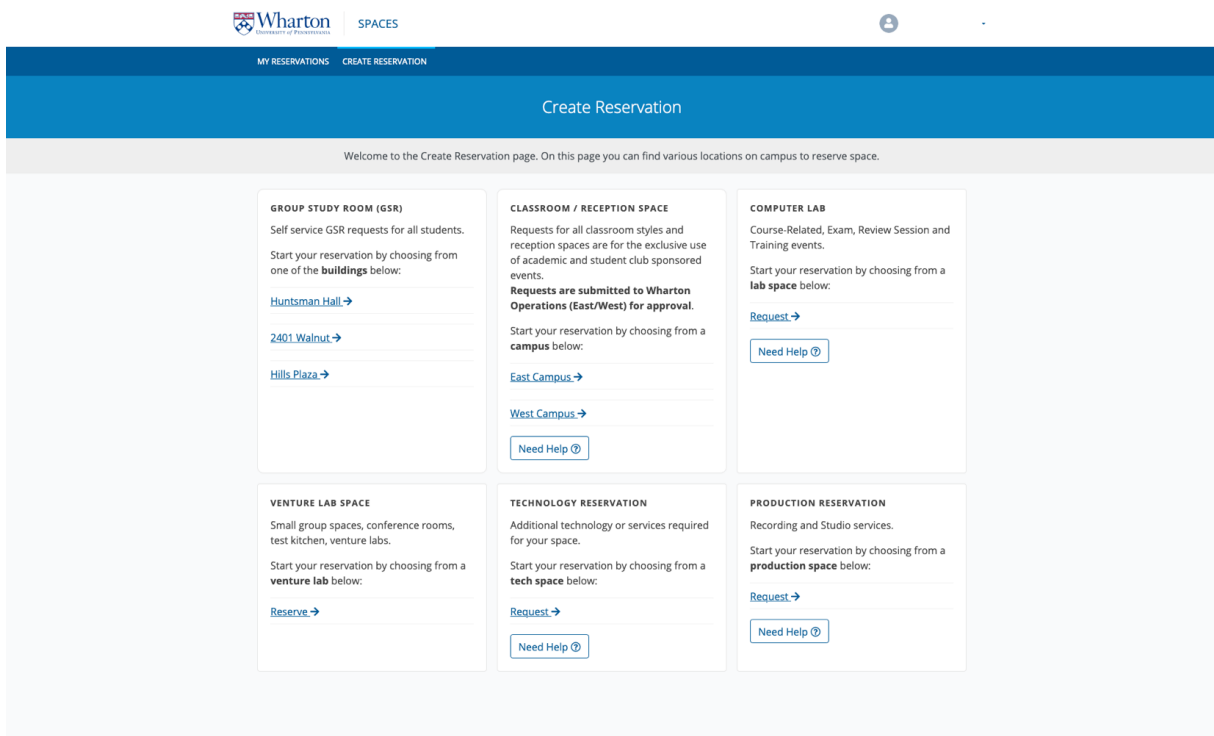 Wharton
University of Pennsylvania
SPACES
MY RESERVATIONS CREATE RESERVATION
Create Reservation
Welcome to the Create Reservation page. On this page you can find various locations on campus to reserve space.
GROUP STUDY ROOM (GSR)
Self service GSR requests for all students.
Start your reservation by choosing from
one of the buildings below:
Huntsman Hall
2401 Walnut
Hills Plaza
CLASSROOM / RECEPTION SPACE
Requests for all classroom styles and
reception spaces are for the exclusive use
of academic and student club sponsored
events.
Requests are submitted to Wharton
Operations (East/West) for approval.
Start your reservation by choosing from a
campus below:
East Campus
West Campus
Need Help
COMPUTER LAB
Course-Related, Exam, Review Session and
Training events.
Start your reservation by choosing from a
lab space below:
Request
Need Help
VENTURE LAB SPACE
Small group spaces, conference rooms,
test kitchen, venture labs.
Start your reservation by choosing from a
venture lab below:
Reserve
TECHNOLOGY RESERVATION
Additional technology or services required
for your space.
Start your reservation by choosing from a
tech space below:
Request
Need Help
PRODUCTION RESERVATION
Recording and Studio services.
Start your reservation by choosing from a
production space below:
Request
Need Help